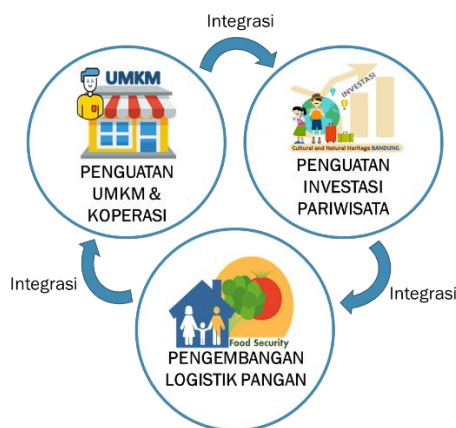 Integrasi
UMKM
PENGUATAN
UMKM &
KOPERASI
INVESTASI
Cultural and Natural Heritage BANDUNG
PENGUATAN
INVESTASI
PARIWISATA
Integrasi
Integrasi
Food Security
PENGEMBANGAN
LOGISTIK PANGAN